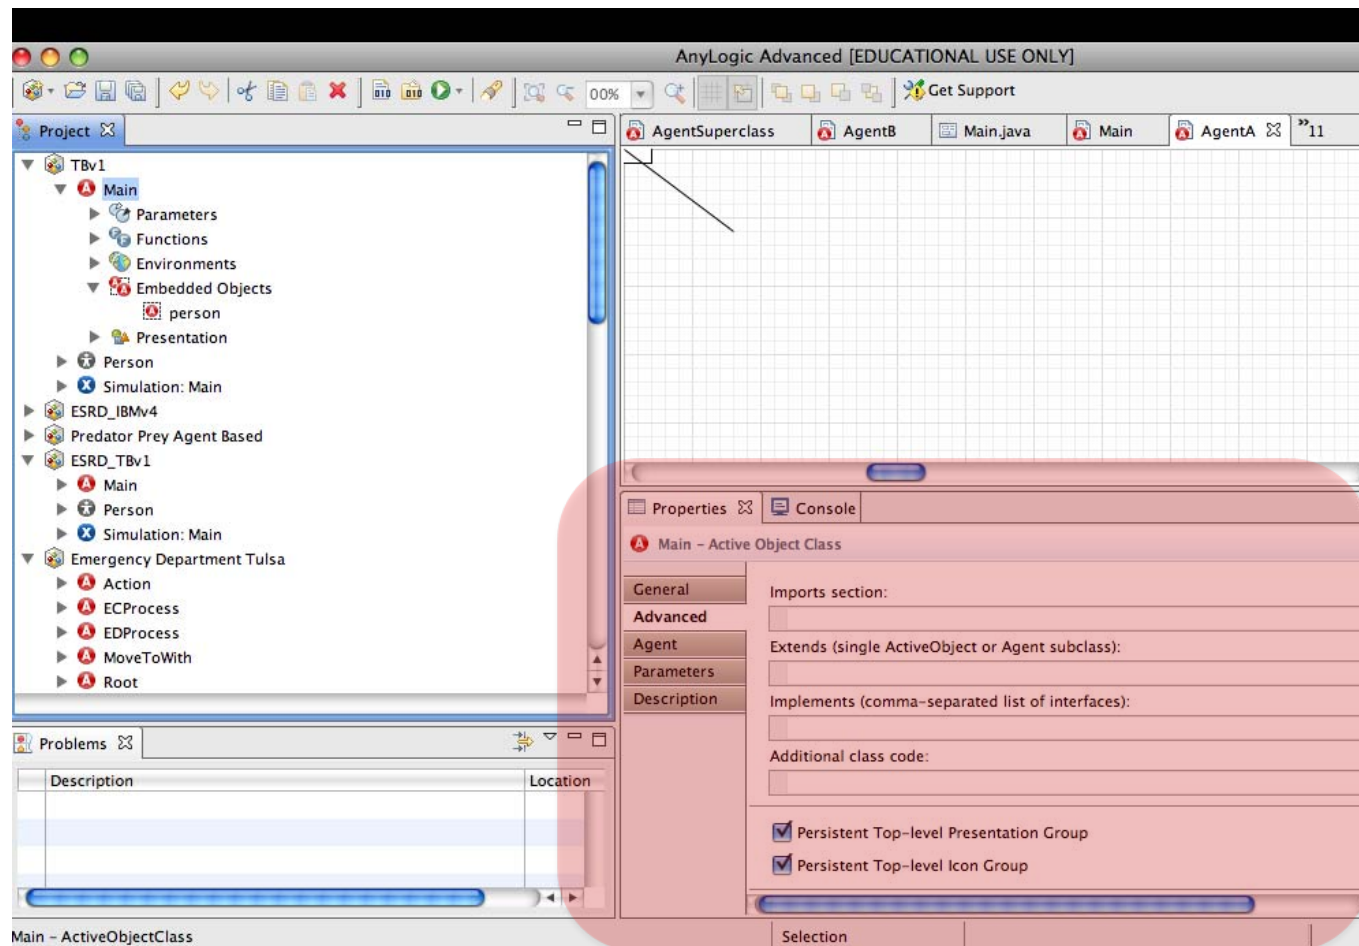 AnyLogic Advanced [EDUCATIONAL USE ONLY]
00%
Get Support
Project
TBv1
Main
Parameters
Functions
Environments
Embedded Objects
person
Presentation
Person
Simulation: Main
ESRD_IBMv4
Predator Prey Agent Based
ESRD_TBv1
Main
Person
Simulation: Main
Emergency Department Tulsa
Action
ECProcess
EDProcess
MoveToWith
Root
Problems
Description Location
AgentSuperclass AgentB Main.java Main AgentA »11
Properties Console
Main – Active Object Class
General
Advanced
Agent
Parameters
Description
Imports section:
Extends (single ActiveObject or Agent subclass):
Implements (comma-separated list of interfaces):
Additional class code:
Persistent Top-level Presentation Group
Persistent Top-level Icon Group
Main – ActiveObjectClass
Selection